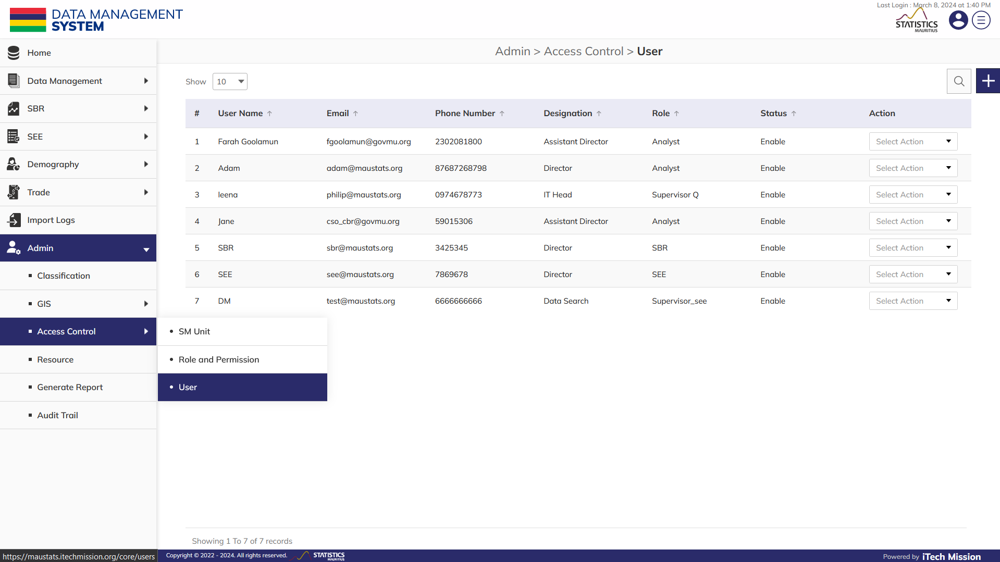 Last Login : March 8, 2024 at 1:40 PM
DATA MANAGEMENT
SYSTEM
STATISTICS
MAURITIUS
Home
Data Management
SBR
SEE
Demography
Trade
Import Logs
Admin
Classification
GIS
Access Control
Resource
Generate Report
Audit Trail
SM Unit
Role and Permission
User
Admin > Access Control > User
Show 10
# User Name ↑ Email ↑ Phone Number ↑ Designation ↑ Role ↑ Status ↑ Action
1 Farah Goolamun fgoolamun@govmu.org 2302081800 Assistant Director Analyst Enable Select Action
2 Adam adam@maustats.org 87687268798 Director Analyst Enable Select Action
3 leena philip@maustats.org 0974678773 IT Head Supervisor Q Enable Select Action
4 Jane cso_cbr@govmu.org 59015306 Assistant Director Analyst Enable Select Action
5 SBR sbr@maustats.org 3425345 Director SBR Enable Select Action
6 SEE see@maustats.org 7869678 Director SEE Enable Select Action
7 DM test@maustats.org 6666666666 Data Search Supervisor_see Enable Select Action
Showing 1 To 7 of 7 records
https://maustats.itechmission.org/core/users
Copyright © 2022 - 2024. All rights reserved.
STATISTICS
MAURITIUS
Powered by iTech Mission